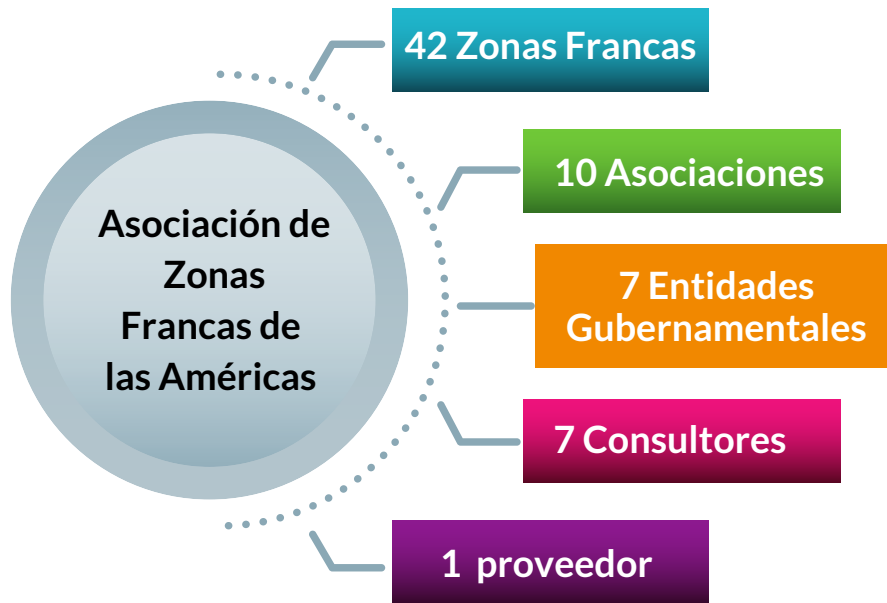 42 Zonas Francas
10 Asociaciones
Asociación de
Zonas
Francas de
las Américas
7 Entidades
Gubernamentales
7 Consultores
1 proveedor